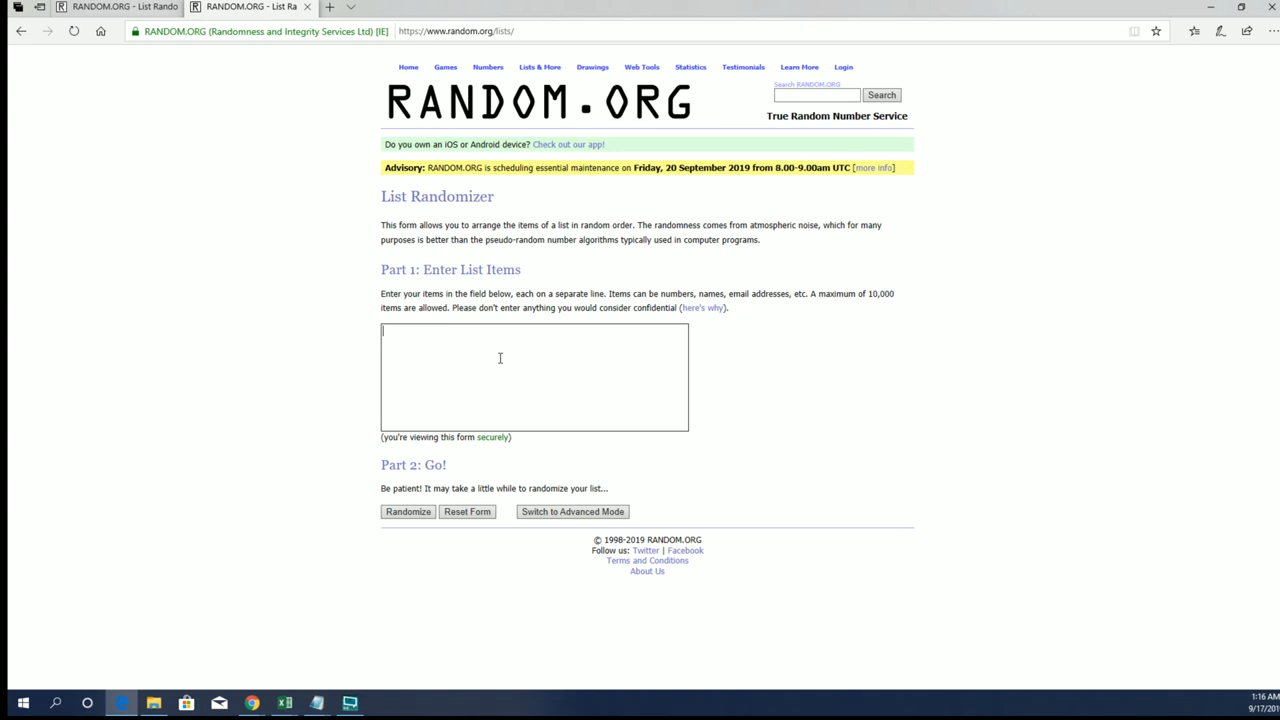 RANDOM.ORG - List Rando
RANDOM.ORG - List Ra
RANDOM.ORG (Randomness and Integrity Services Ltd) [IE]
https://www.random.org/lists/
Home Games Numbers Lists & More Drawings Web Tools Statistics Testimonials Learn More Login
RANDOM.ORG
Search RANDOM.ORG
Search
True Random Number Service
Do you own an iOS or Android device? Check out our app!
Advisory: RANDOM.ORG is scheduling essential maintenance on Friday, 20 September 2019 from 8.00-9.00am UTC [more info]
List Randomizer
This form allows you to arrange the items of a list in random order. The randomness comes from atmospheric noise, which for many
purposes is better than the pseudo-random number algorithms typically used in computer programs.
Part 1: Enter List Items
Enter your items in the field below, each on a separate line. Items can be numbers, names, email addresses, etc. A maximum of 10,000
items are allowed. Please don't enter anything you would consider confidential (here's why).
(you're viewing this form securely)
Part 2: Go!
Be patient! It may take a little while to randomize your list...
Randomize Reset Form Switch to Advanced Mode
© 1998-2019 RANDOM.ORG
Follow us: Twitter | Facebook
Terms and Conditions
About Us
1:16 AM
9/17/201